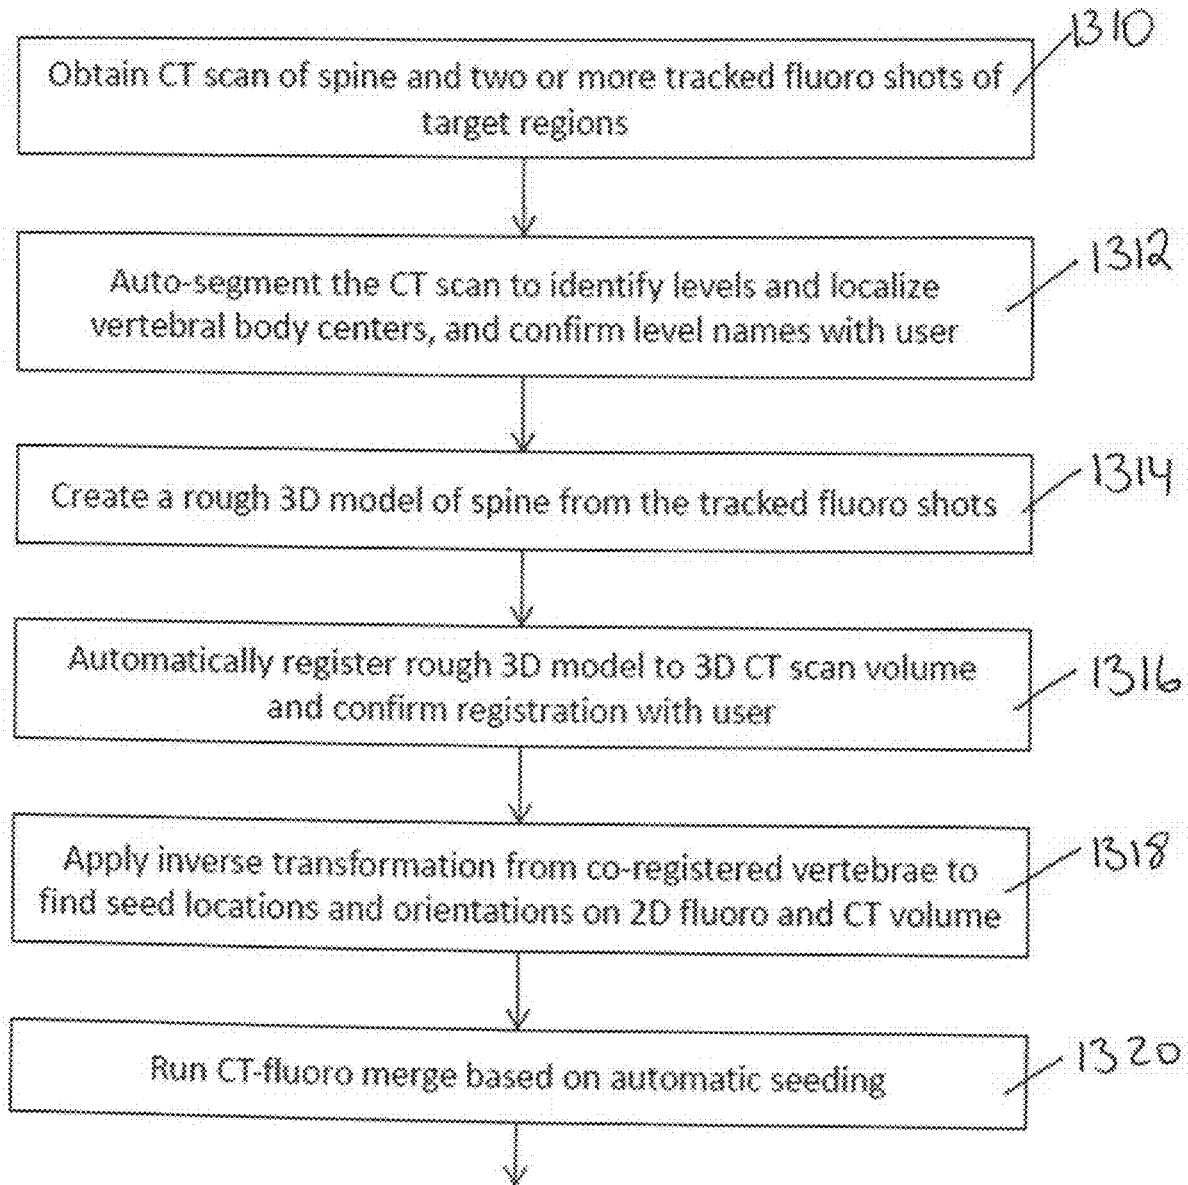 1310
Obtain CT scan of spine and two or more tracked fluoro shots of
target regions
1312
Auto-segment the CT scan to identify levels and localize
vertebral body centers, and confirm level names with user
1314
Create a rough 3D model of spine from the tracked fluoro shots
1316
Automatically register rough 3D model to 3D CT scan volume
and confirm registration with user
1318
Apply inverse transformation from co-registered vertebrae to
find seed locations and orientations on 2D fluoro and CT volume
1320
Run CT-fluoro merge based on automatic seeding